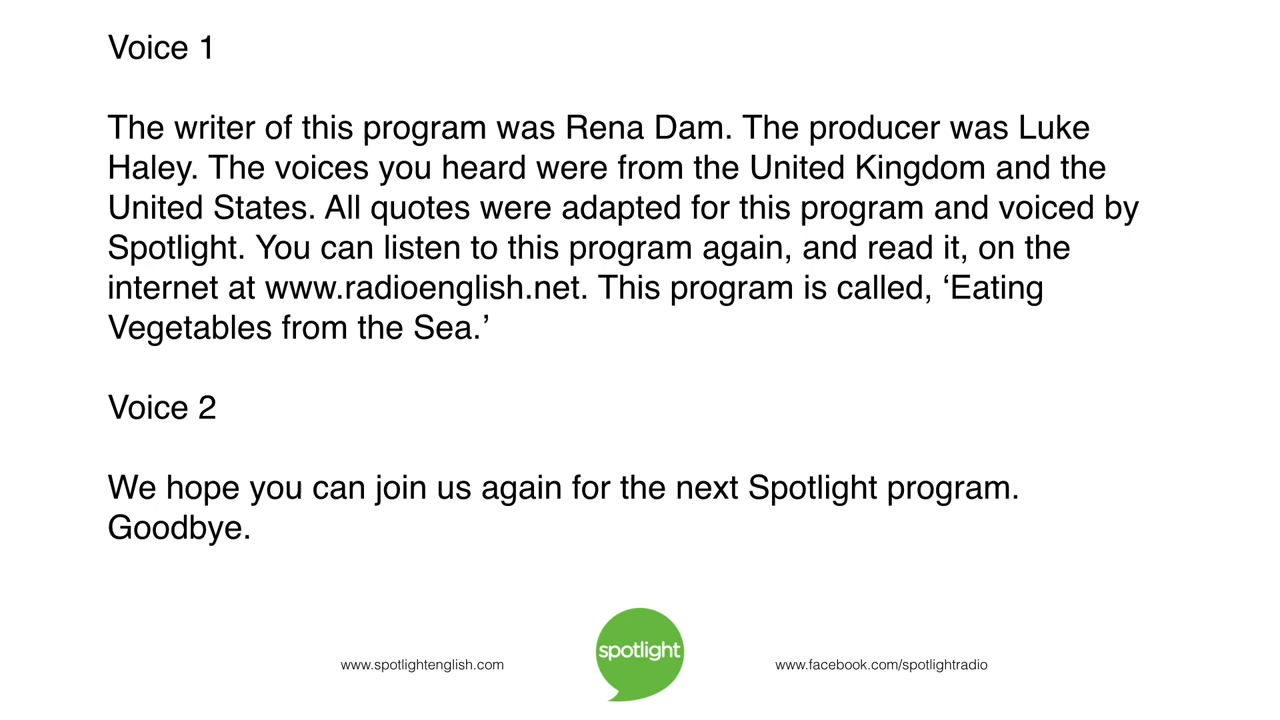 Voice 1
The writer of this program was Rena Dam. The producer was Luke
Haley. The voices you heard were from the United Kingdom and the
United States. All quotes were adapted for this program and voiced by
Spotlight. You can listen to this program again, and read it, on the
internet at www.radioenglish.net. This program is called, ‘Eating
Vegetables from the Sea.’
Voice 2
We hope you can join us again for the next Spotlight program.
Goodbye.
www.spotlightenglish.com
spotlight
www.facebook.com/spotlightradio